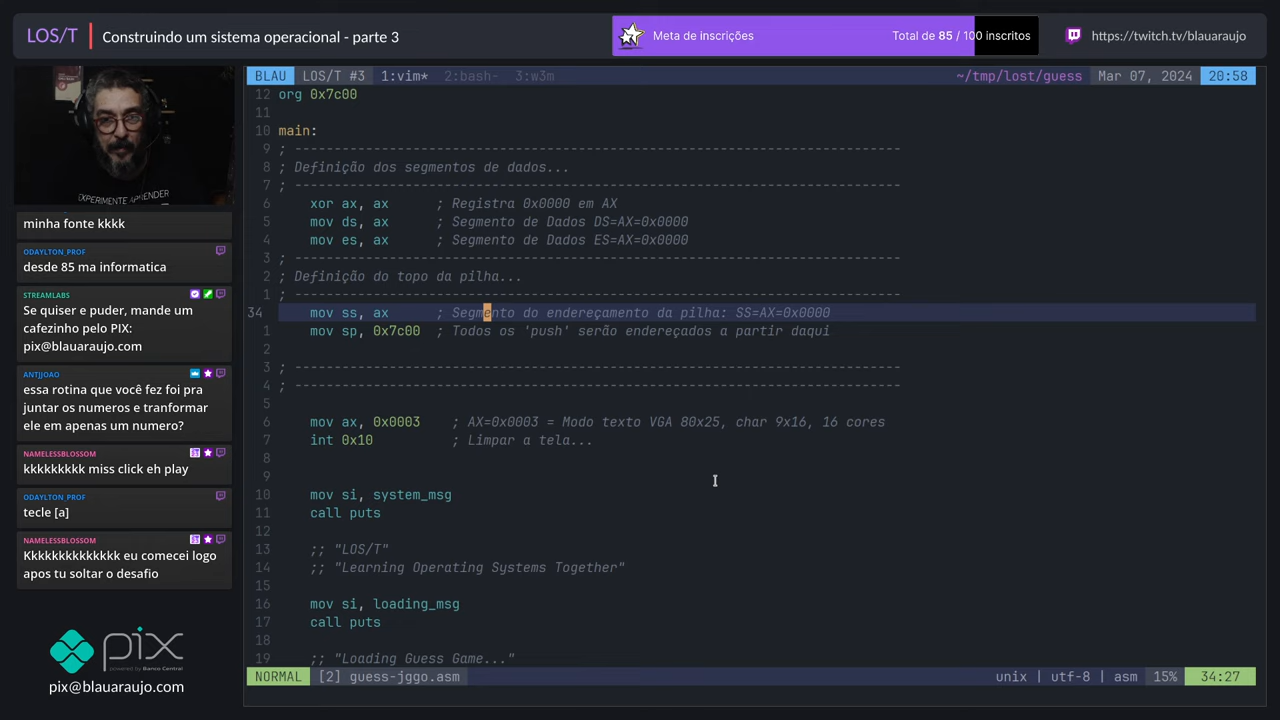 LOS/T | Construindo um sistema operacional - parte 3
Meta de inscrições Total de 85 / 100 inscritos
https://twitch.tv/blauaraujo
EXPERIMENTE APRENDER
minha fonte kkkk
ODAYLTON_PROF
desde 85 ma informatica
STREAMLABS
Se quiser e puder, mande um
cafezinho pelo PIX:
pix@blauaraujo.com
ANTJJOAO
essa rotina que você fez foi pra
juntar os numeros e tranformar
ele em apenas um numero?
NAMELESSBLOSSOM
kkkkkkkkk miss click eh play
ODAYLTON_PROF
tecle [a]
NAMELESSBLOSSOM
Kkkkkkkkkkkkk eu comecei logo
apos tu soltar o desafio
pix
powered by Banco Central
pix@blauaraujo.com
BLAU LOS/T #3 1:vim* 2:bash- 3:w3m ~/tmp/lost/guess Mar 07, 2024 20:58
12 org 0x7c00
11
10 main:
9 ; -----------------------------------------------------------------------------
8 ; Definição dos segmentos de dados...
7 ; -----------------------------------------------------------------------------
6 xor ax, ax ; Registra 0x0000 em AX
5 mov ds, ax ; Segmento de Dados DS=AX=0x0000
4 mov es, ax ; Segmento de Dados ES=AX=0x0000
3 ; -----------------------------------------------------------------------------
2 ; Definição do topo da pilha...
1 ; -----------------------------------------------------------------------------
34 mov ss, ax ; Segmento do endereçamento da pilha: SS=AX=0x0000
1 mov sp, 0x7c00 ; Todos os 'push' serão endereçados a partir daqui
2
3 ; -----------------------------------------------------------------------------
4 ; -----------------------------------------------------------------------------
5
6 mov ax, 0x0003 ; AX=0x0003 = Modo texto VGA 80x25, char 9x16, 16 cores
7 int 0x10 ; Limpar a tela...
8
9
10 mov si, system_msg
11 call puts
12
13 ;; "LOS/T"
14 ;; "Learning Operating Systems Together"
15
16 mov si, loading_msg
17 call puts
18
19 ;; "Loading Guess Game..."
NORMAL [2] guess-jggo.asm unix | utf-8 | asm 15% 34:27